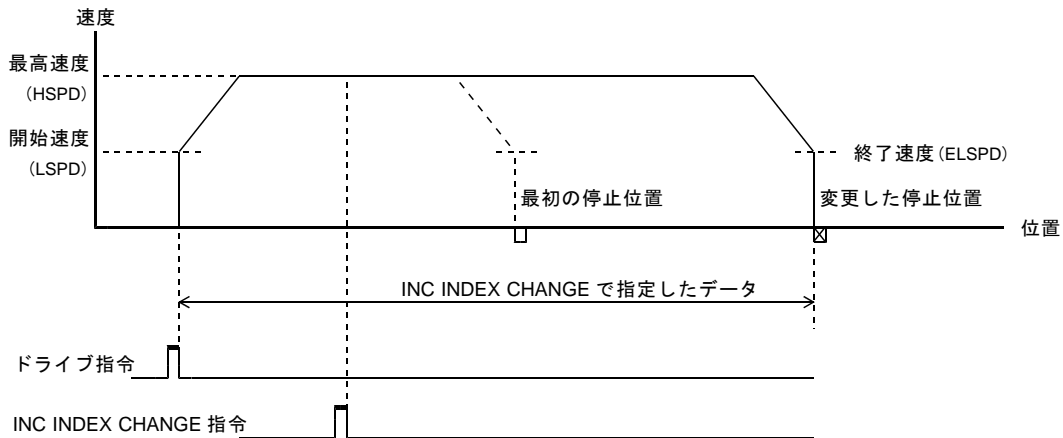 速度
最高速度
(HSPD)
開始速度
(LSPD)
終了速度(ELSPD)
最初の停止位置
変更した停止位置
位置
INC INDEX CHANGE で指定したデータ
ドライブ指令
INC INDEX CHANGE 指令